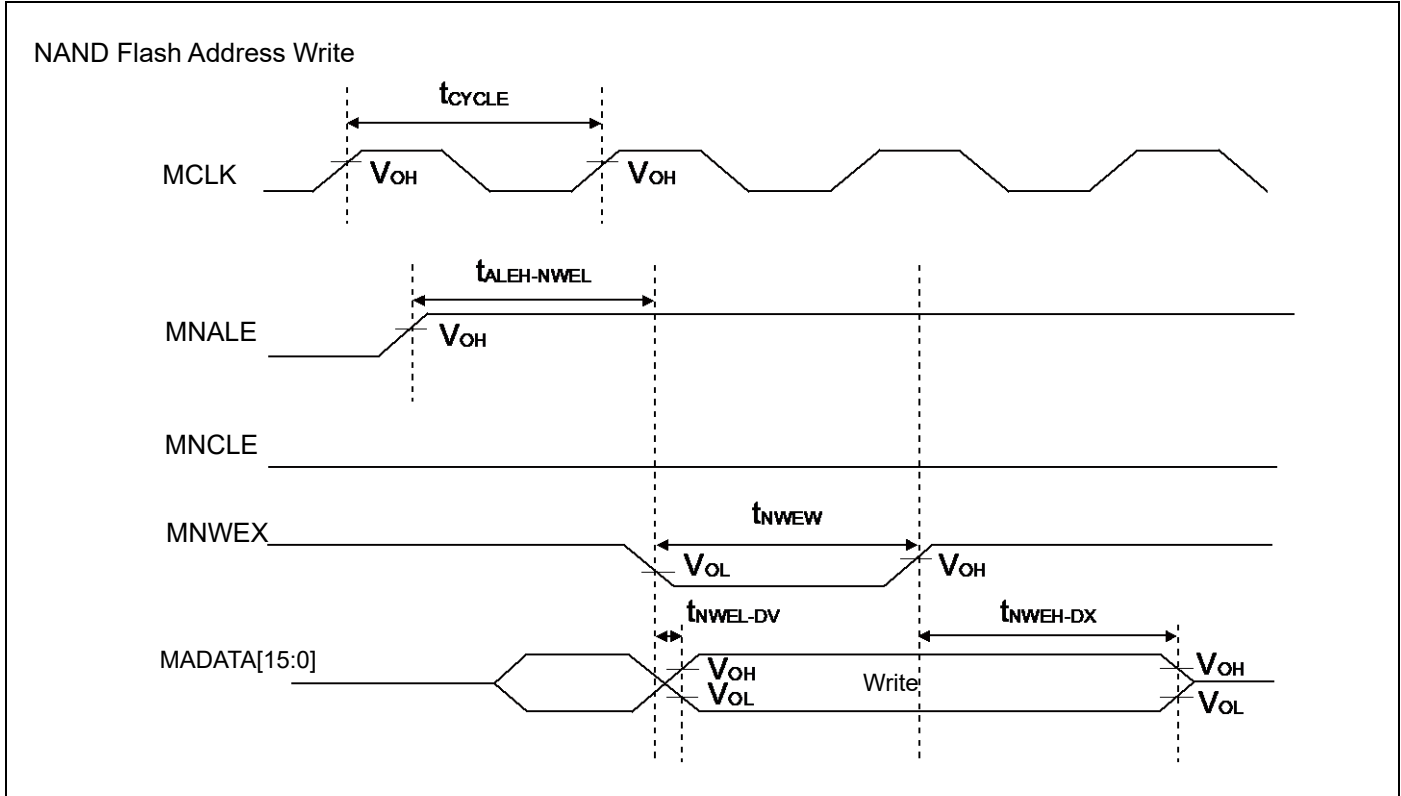 NAND Flash Address Write
tCYCLE
MCLK
VOH
VOH
tALEH-NWEL
MNALE
VOH
MNCLE
tNWEW
MNWEX
VOL
VOH
tNWEL-DV
tNWEH-DX
MADATA[15:0]
VOH
Write
VOH
VOL
VOL